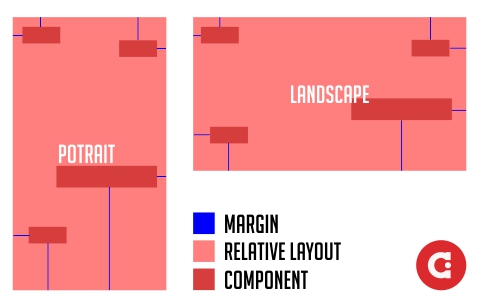 LANDSCAPE
POTRAIT
MARGIN
RELATIVE LAYOUT
COMPONENT